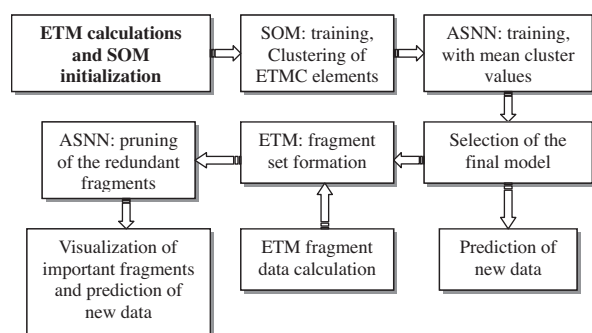 ETM calculations
and SOM
initialization
SOM: training,
Clustering of
ETMC elements
ASNN: training,
with mean cluster
values
ASNN: pruning
of the redundant
fragments
ETM: fragment
set formation
Selection of the
final model
Visualization of
important fragments
and prediction of
new data
ETM fragment
data calculation
Prediction of
new data